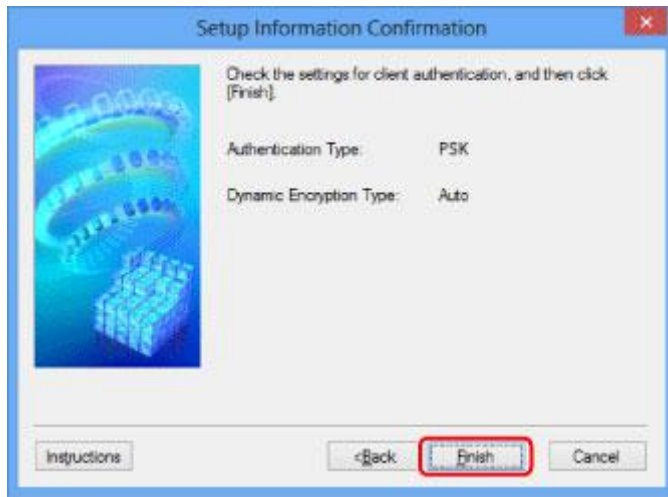 Setup Information Confirmation
Check the settings for client authentication, and then click
[Finish].
Authentication Type: PSK
Dynamic Encryption Type: Auto
Instructions <Back Finish Cancel